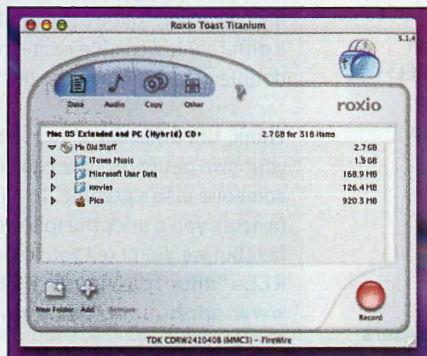 Roxio Toast Titanium
5.1.4
Data Audio Copy Other
?
roxio
Mac OS Extended and PC (Hybrid) CD 2.7 GB for 318 items
Me Old Stuff 2.7 GB
iTunes Music 1.5 GB
Microsoft User Data 168.9 MB
movies 126.4 MB
Pics 920.3 MB
New Folder Add Remove
Record
TDK CDRW2410408 (MMC3) - FireWire